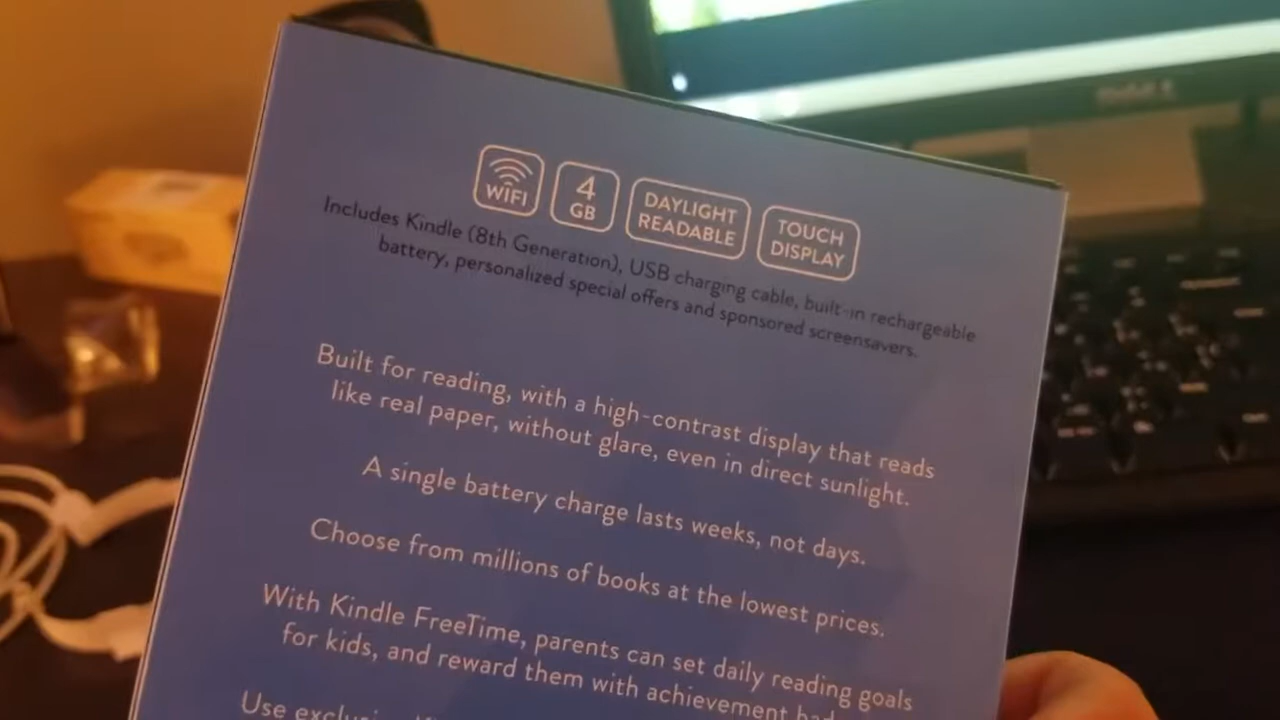 WIFI
4
GB
DAYLIGHT
READABLE
TOUCH
DISPLAY
Includes Kindle (8th Generation), USB charging cable, built-in rechargeable
battery, personalized special offers and sponsored screensavers.
Built for reading, with a high-contrast display that reads
like real paper, without glare, even in direct sunlight.
A single battery charge lasts weeks, not days.
Choose from millions of books at the lowest prices.
With Kindle FreeTime, parents can set daily reading goals
for kids, and reward them with achievement
Use